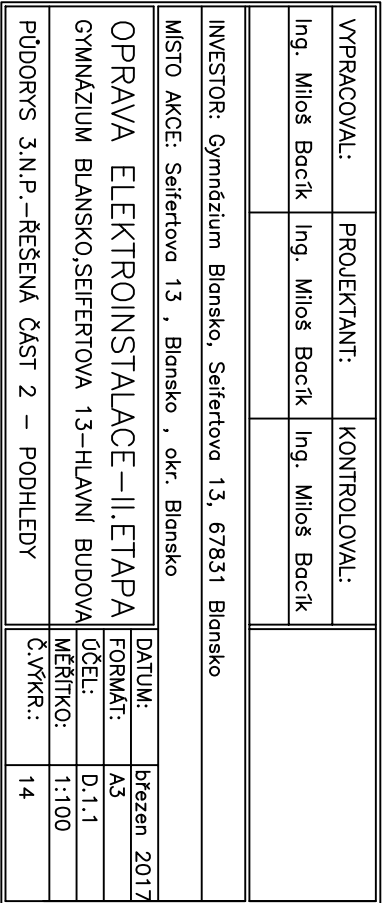 VYPRACOVAL: PROJEKTANT: KONTROLOVAL:
Ing. Miloš Bacík Ing. Miloš Bacík Ing. Miloš Bacík
INVESTOR: Gymnázium Blansko, Seifertova 13, 67831 Blansko
MÍSTO AKCE: Seifertova 13 , Blansko , okr. Blansko
OPRAVA ELEKTROINSTALACE-II.ETAPA
GYMNÁZIUM BLANSKO,SEIFERTOVA 13-HLAVNÍ BUDOVA
PŮDORYS 3.N.P.-ŘEŠENÁ ČÁST 2 - PODHLEDY
DATUM: březen 2017
FORMÁT: A3
ÚČEL: D.1.1
MĚŘÍTKO: 1:100
Č.VÝKR.: 14